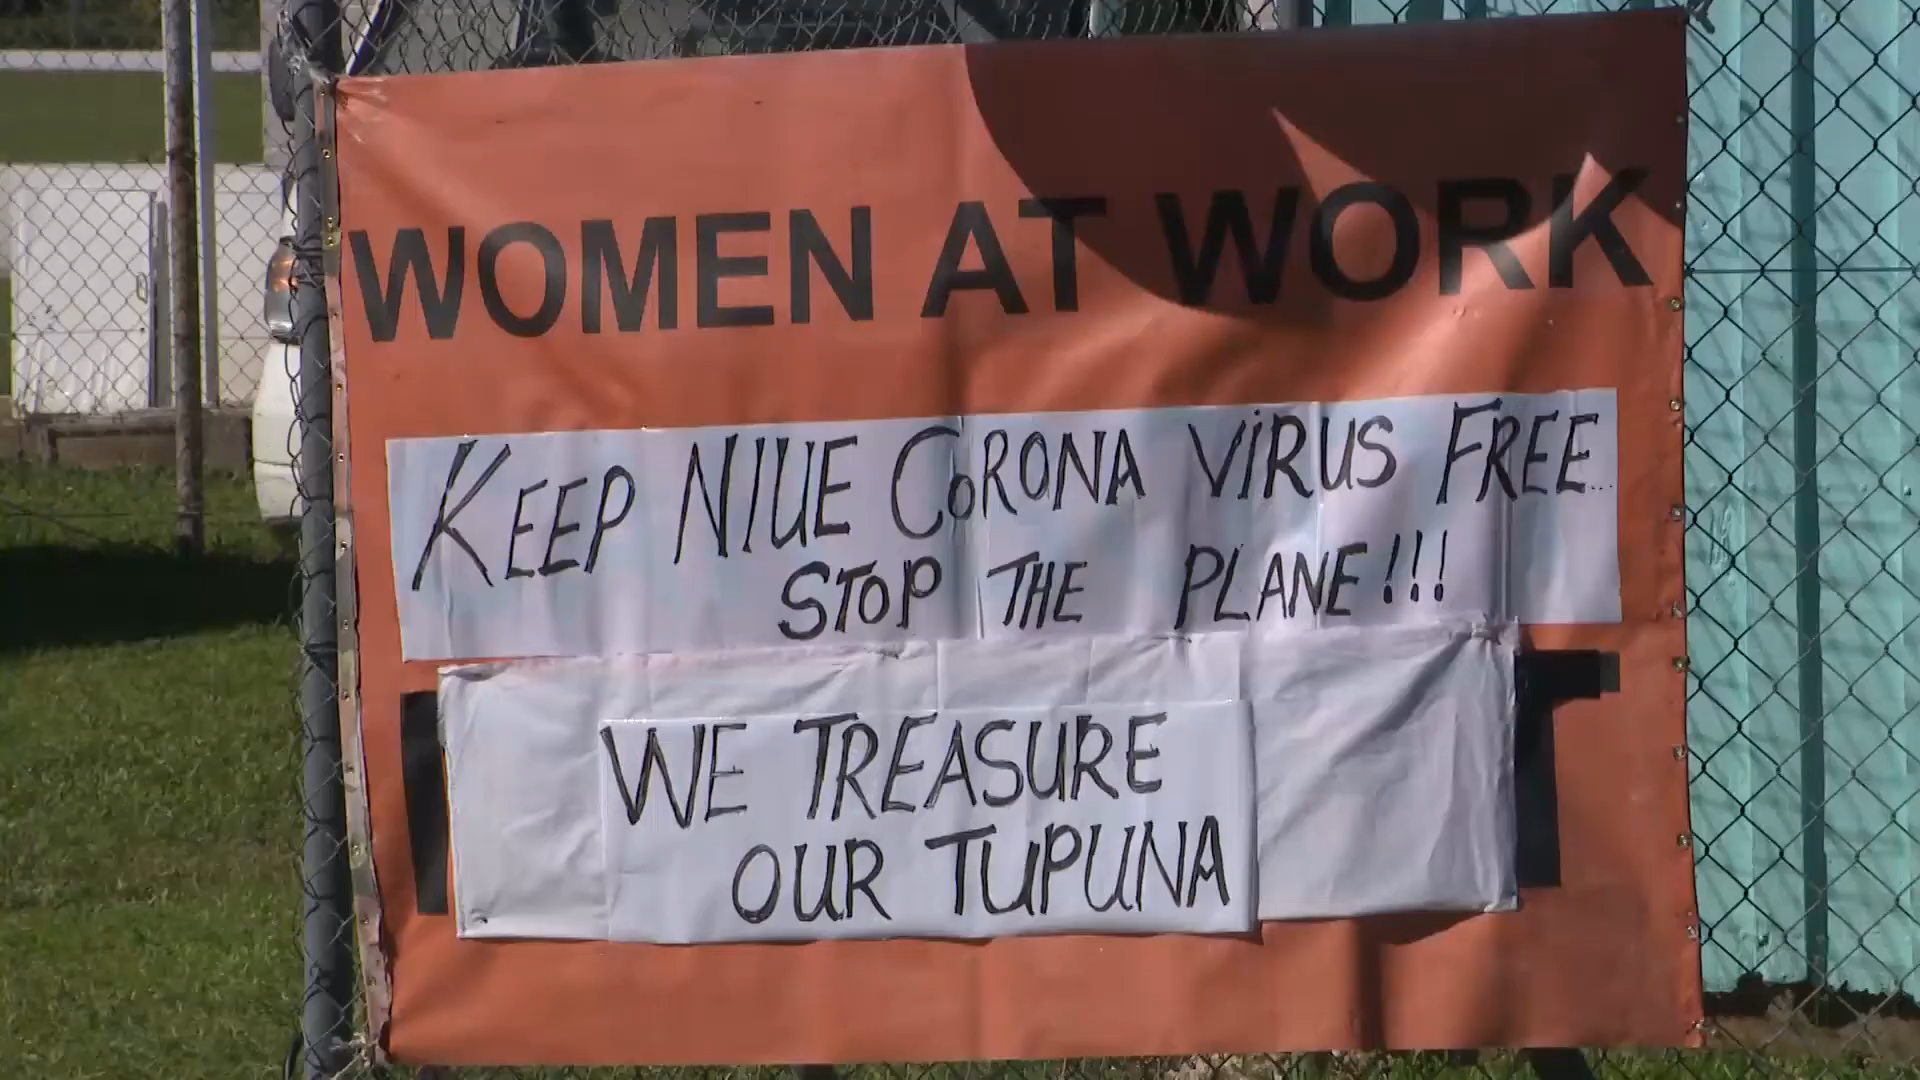 WOMEN AT WORK
KEEP NIUE CORONA VIRUS FREE..
STOP THE PLANE!!!
WE TREASURE
OUR TUPUNA